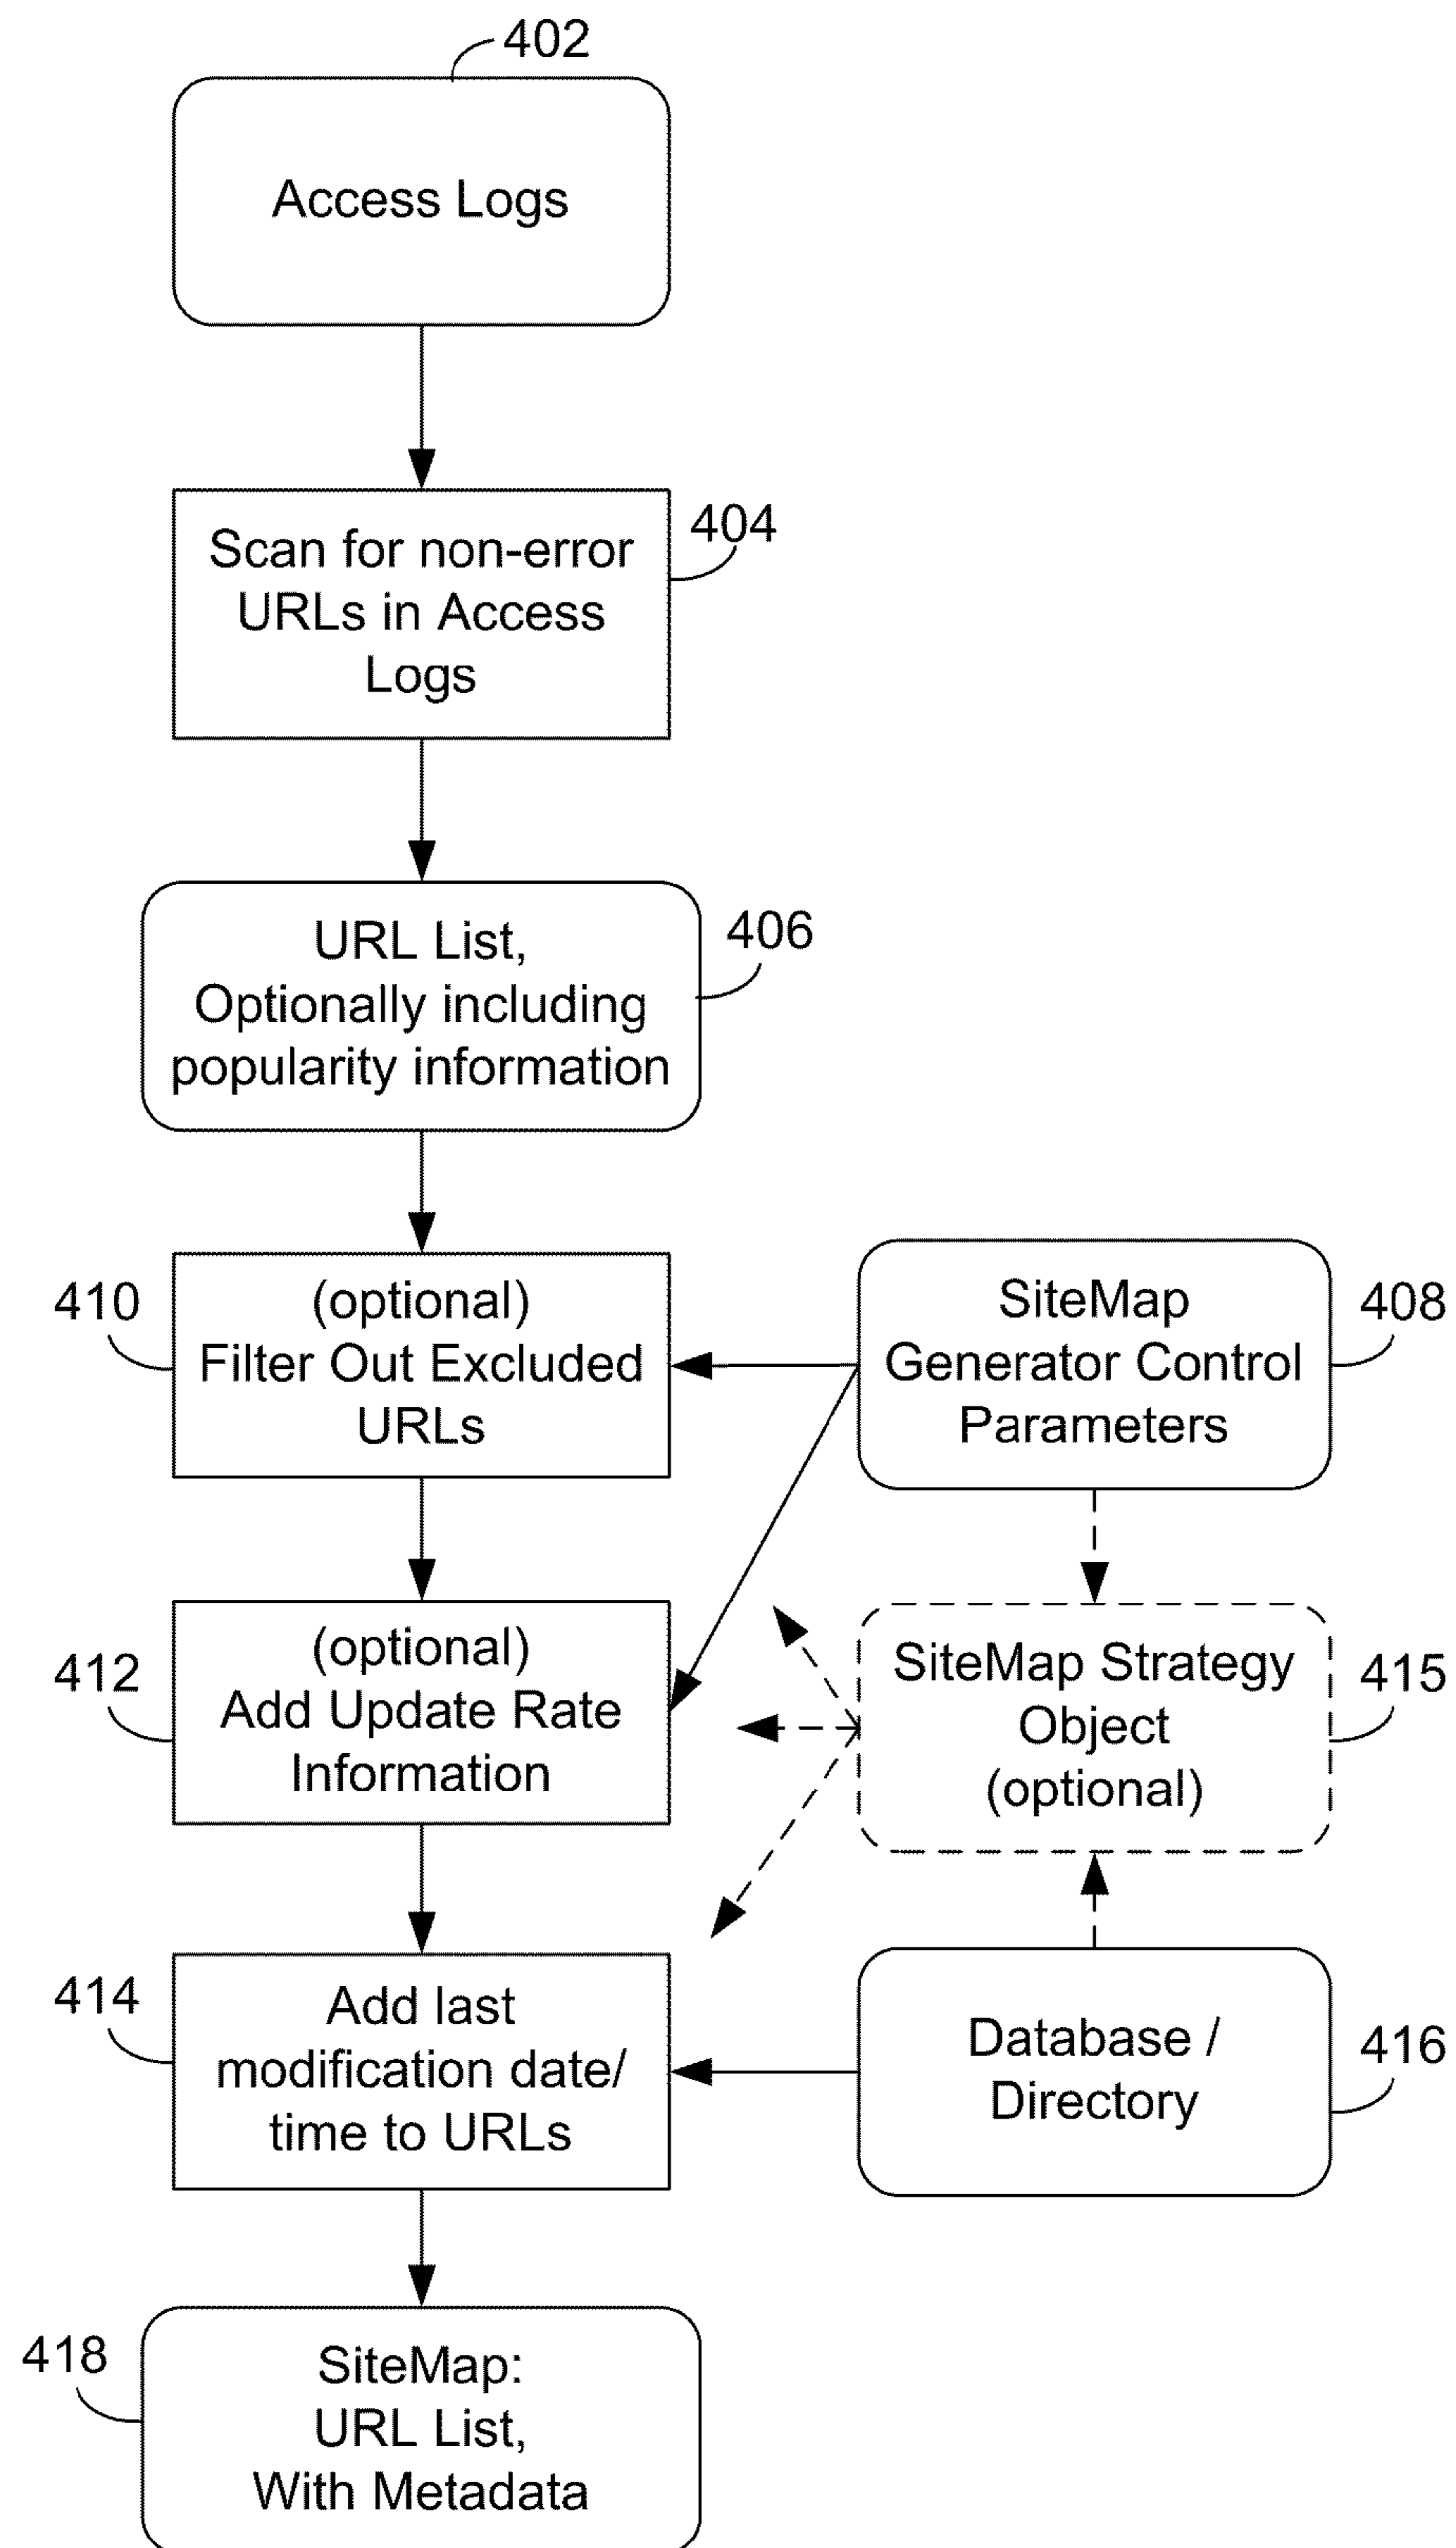 402
Access Logs
Scan for non-error
URLs in Access
Logs
404
URL List,
Optionally including
popularity information
406
410
(optional)
Filter Out Excluded
URLs
SiteMap
Generator Control
Parameters
408
412
(optional)
Add Update Rate
Information
SiteMap Strategy
Object
(optional)
415
414
Add last
modification date/
time to URLs
Database /
Directory
416
418
SiteMap:
URL List,
With Metadata